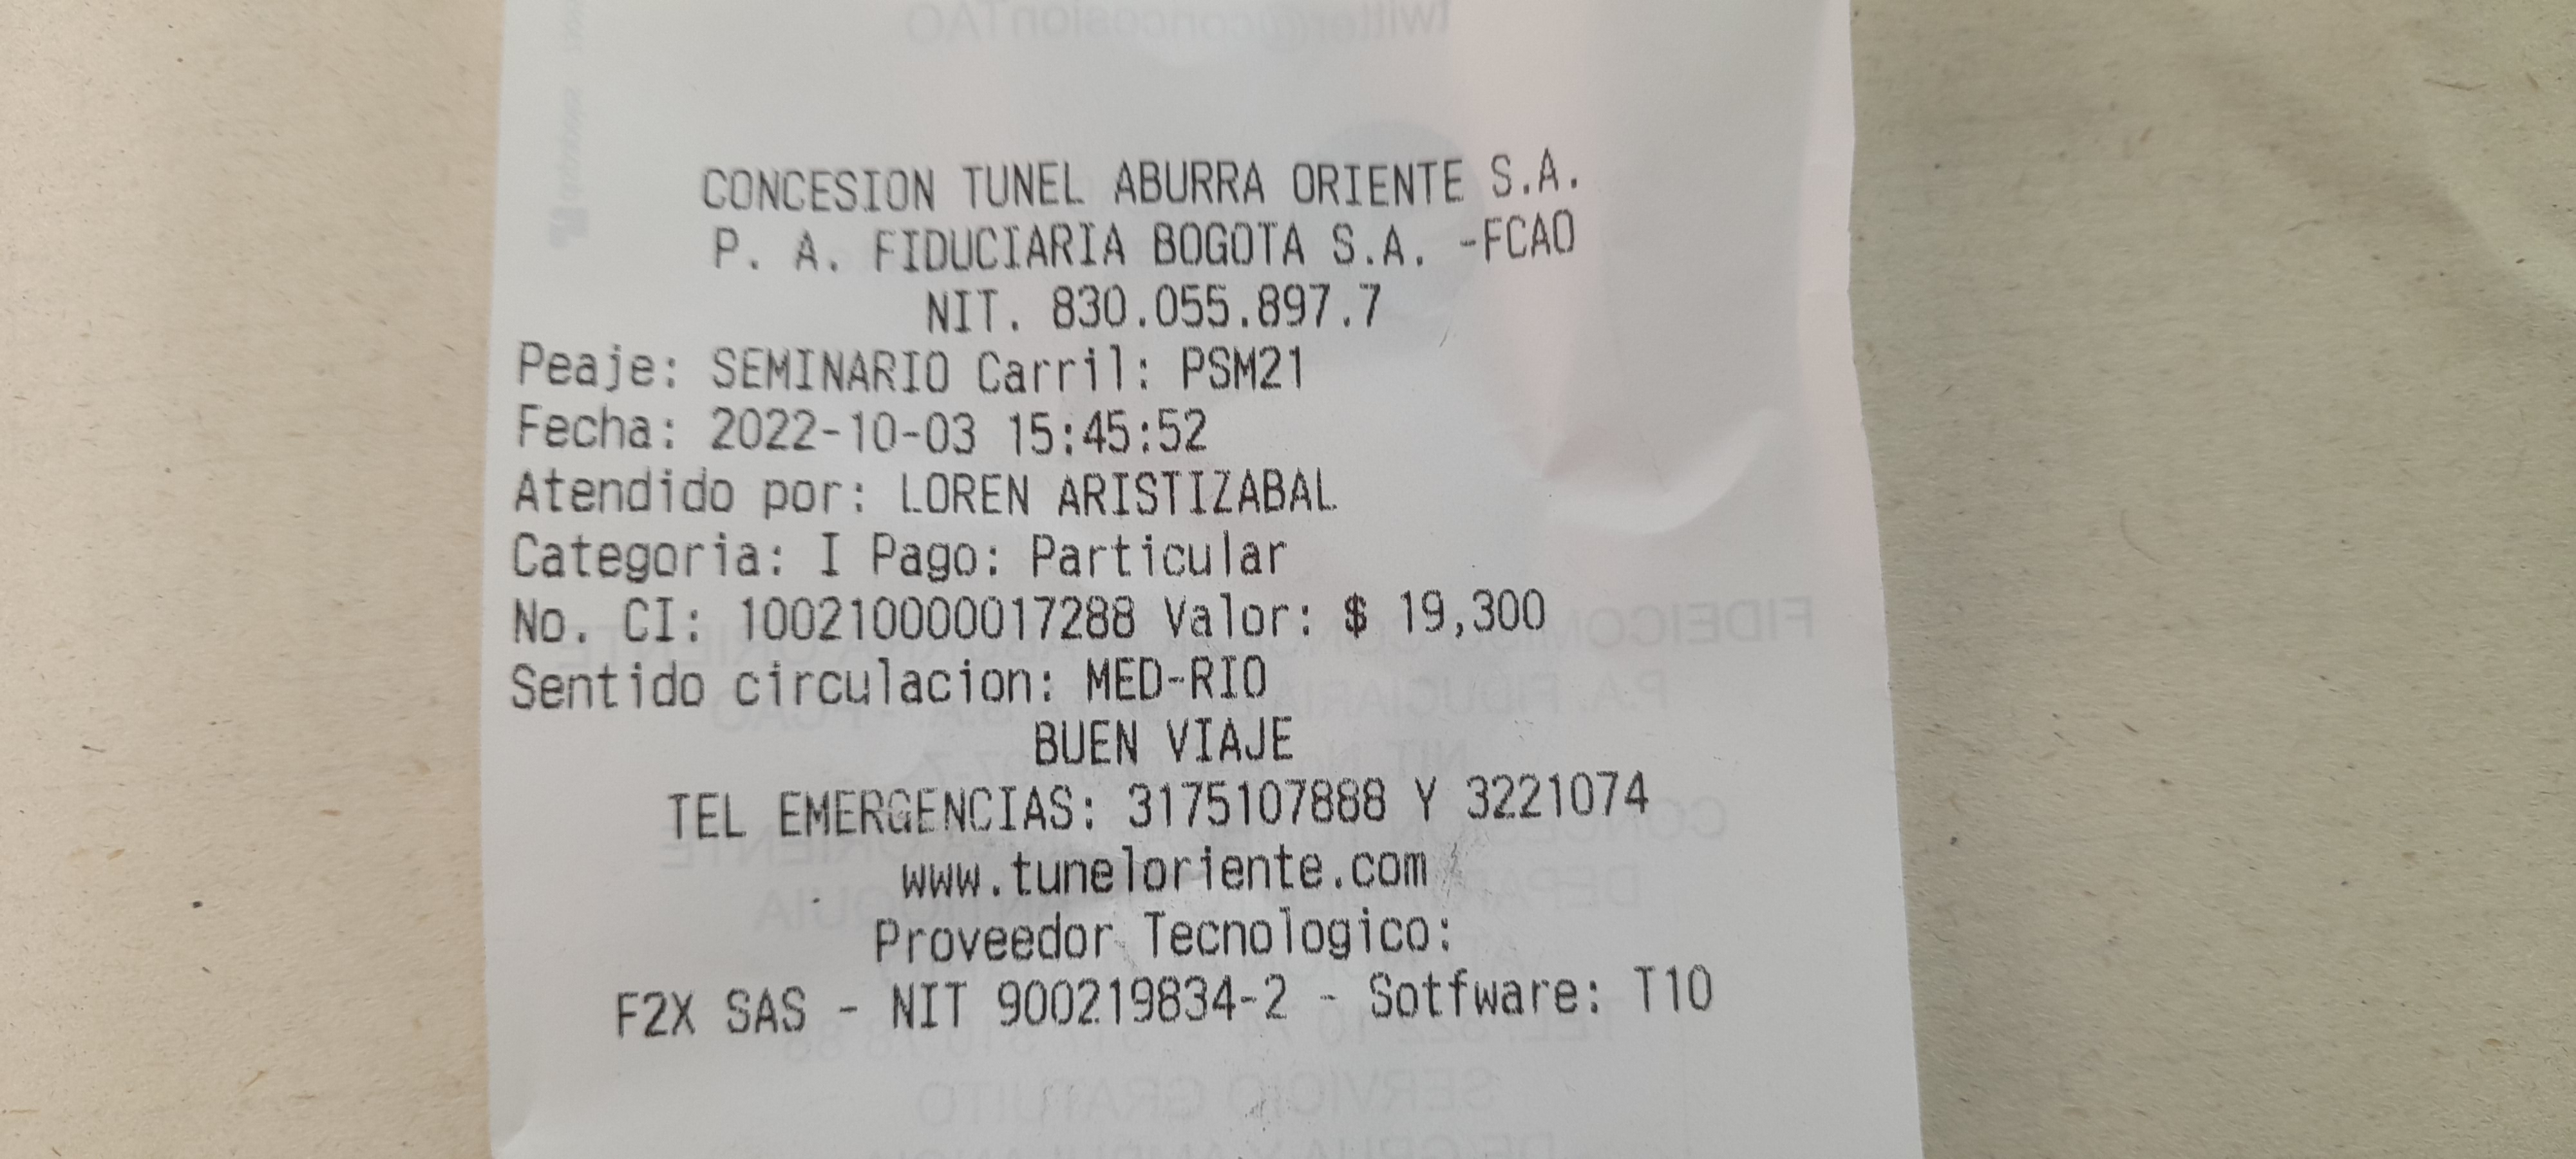 CONCESION TUNEL ABURRA ORIENTE S.A.
P. A. FIDUCIARIA BOGOTA S.A. -FCAO
NIT. 830.055.897.7
Peaje: SEMINARIO Carril: PSM21
Fecha: 2022-10-03 15:45:52
Atendido por: LOREN ARISTIZABAL
Categoria: I Pago: Particular
No. CI: 100210000017288 Valor: $ 19,300
Sentido circulacion: MED-RIO
BUEN VIAJE
TEL EMERGENCIAS: 3175107888 Y 3221074
www.tuneloriente.com
Proveedor Tecnologico:
F2X SAS - NIT 900219834-2 - Sotfware: T10